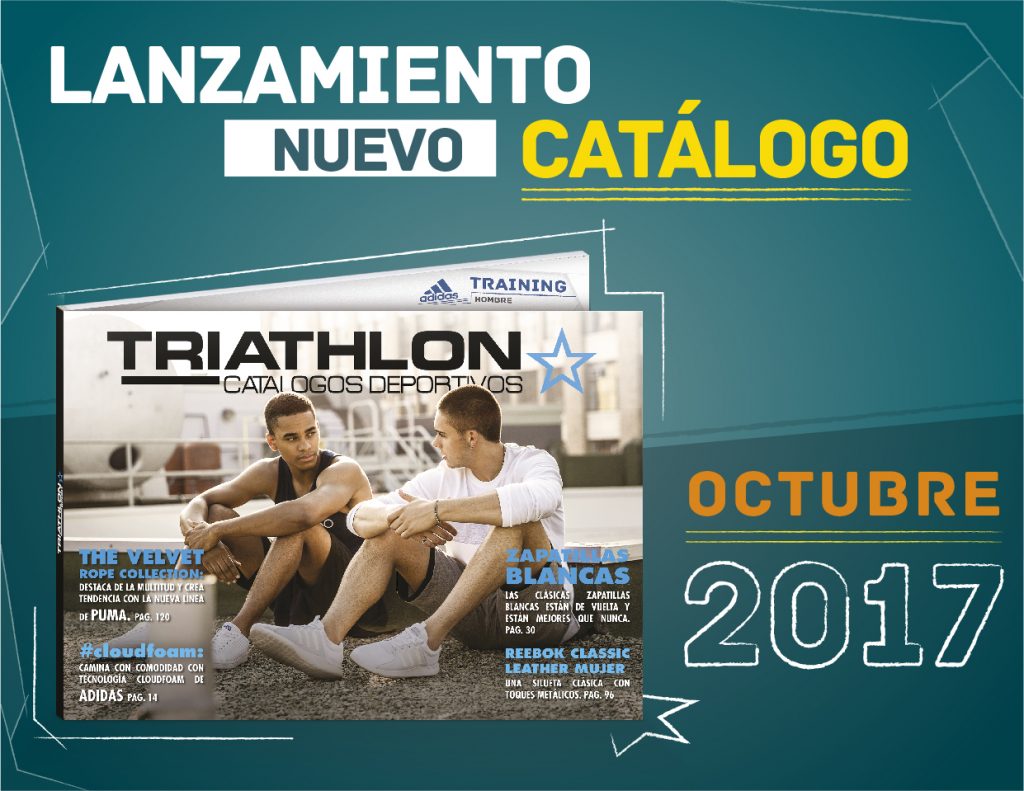 LANZAMIENTO
NUEVO CATÁLOGO
adidas TRAINING
HOMBRE
TRIATHLON
CATALOGOS DEPORTIVOS
TRIATHLON
THE VELVET
ROPE COLLECTION:
DESTACA DE LA MULTITUD Y CREA
TENDENCIA CON LA NUEVA LINEA
DE PUMA. PAG. 120
#cloudfoam:
CAMINA CON COMODIDAD CON
TECNOLOGÍA CLOUDFOAM DE
ADIDAS PAG. 14
ZAPATILLAS
BLANCAS
LAS CLÁSICAS ZAPATILLAS
BLANCAS ESTÁN DE VUELTA Y
ESTÁN MEJORES QUE NUNCA.
PAG. 30
REEBOK CLASSIC
LEATHER MUJER
UNA SILUETA CLÁSICA CON
TOQUES METÁLICOS. PAG. 96
OCTUBRE
2017